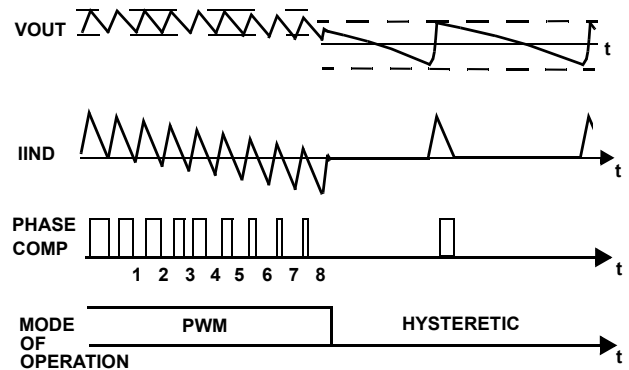 VOUT
t
IIND
t
PHASE
COMP
1 2 3 4 5 6 7 8
t
MODE
OF
OPERATION
PWM
HYSTERETIC
t